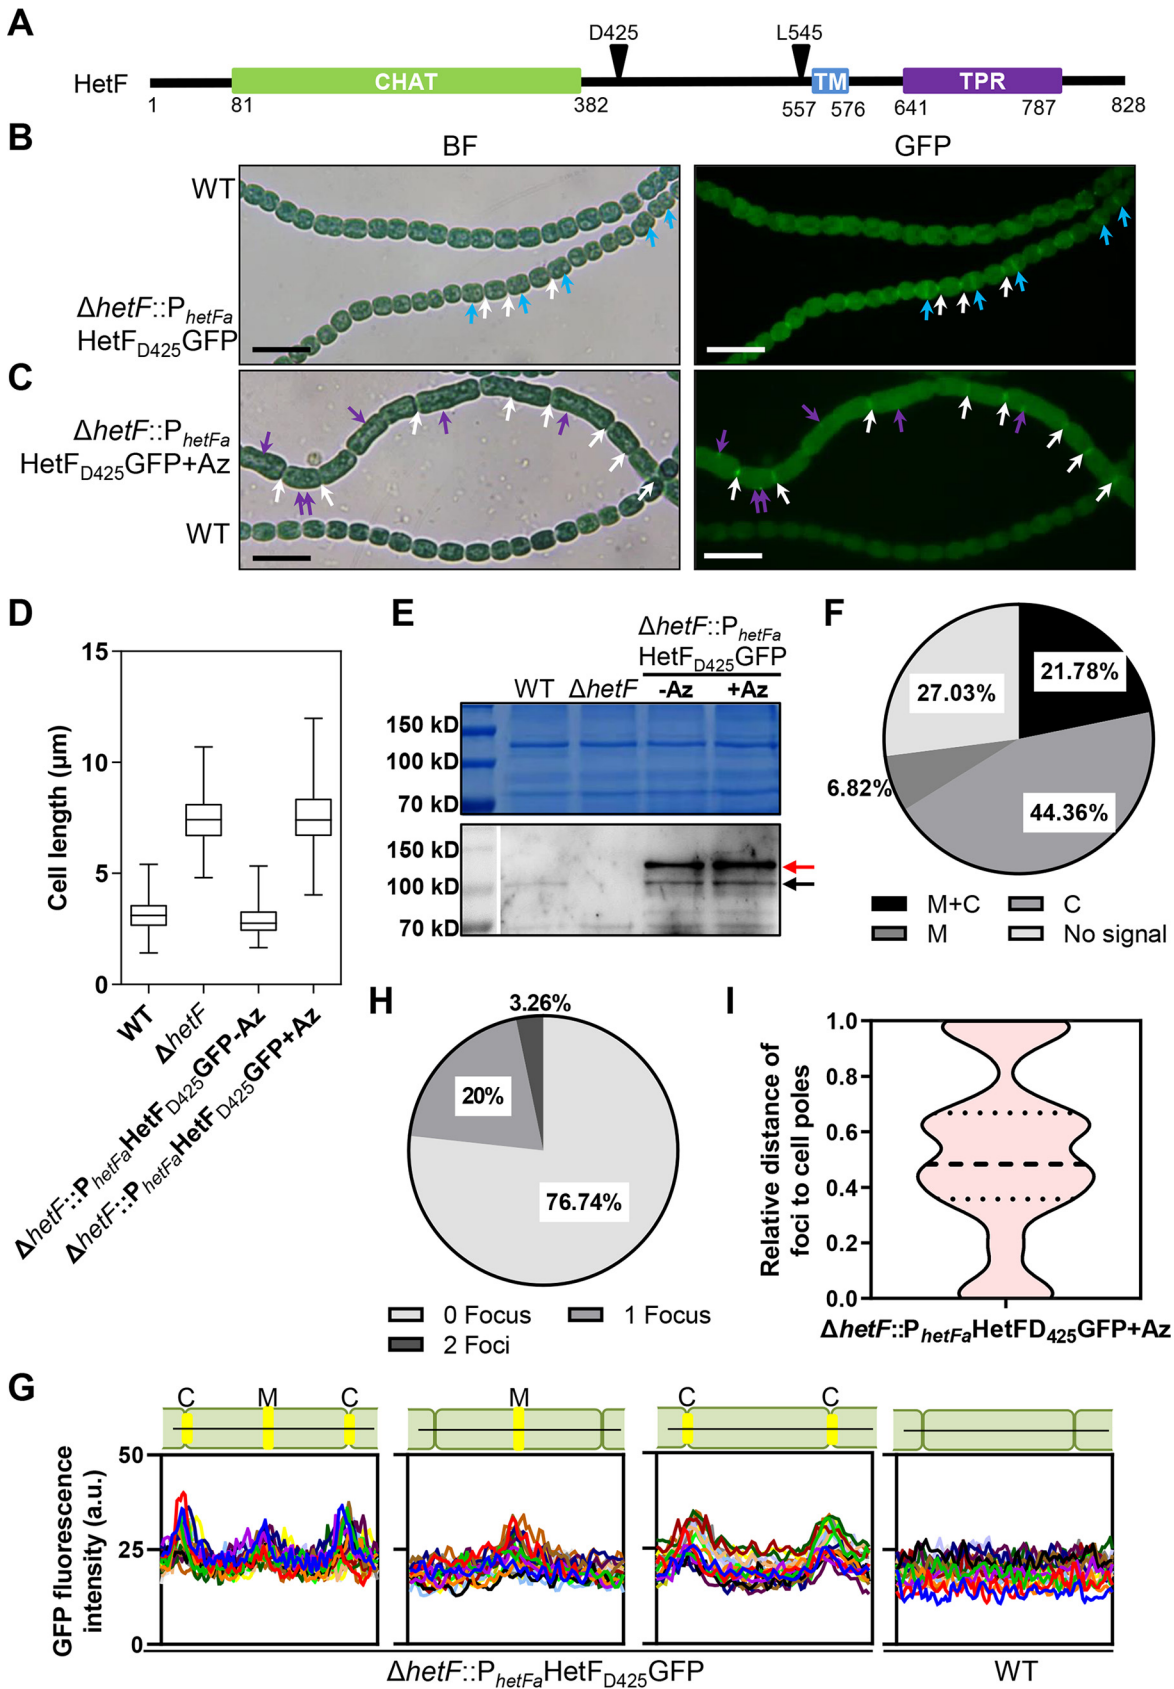 A
D425 L545
HetF CHAT TM TPR
1 81 382 557 576 641 787 828
B
BF GFP
WT
ΔhetF::PhetFa
HetFD425GFP
C
ΔhetF::PhetFa
HetFD425GFP+Az
WT
D
Cell length (μm)
15
10
5
0
WT
ΔhetF
ΔhetF::PhetFaHetFD425GFP-Az
ΔhetF::PhetFaHetFD425GFP+Az
E
ΔhetF::PhetFa
HetFD425GFP
WT ΔhetF -Az +Az
150 kD
100 kD
70 kD
150 kD
100 kD
70 kD
F
27.03% 21.78%
6.82%
44.36%
M+C C
M No signal
H
3.26%
20%
76.74%
0 Focus 1 Focus
2 Foci
I
Relative distance of
foci to cell poles
1.0
0.8
0.6
0.4
0.2
0.0
ΔhetF::PhetFaHetFD425GFP+Az
G
C M C M C C
GFP fluorescence
intensity (a.u.)
50
25
0
ΔhetF::PhetFaHetFD425GFP WT